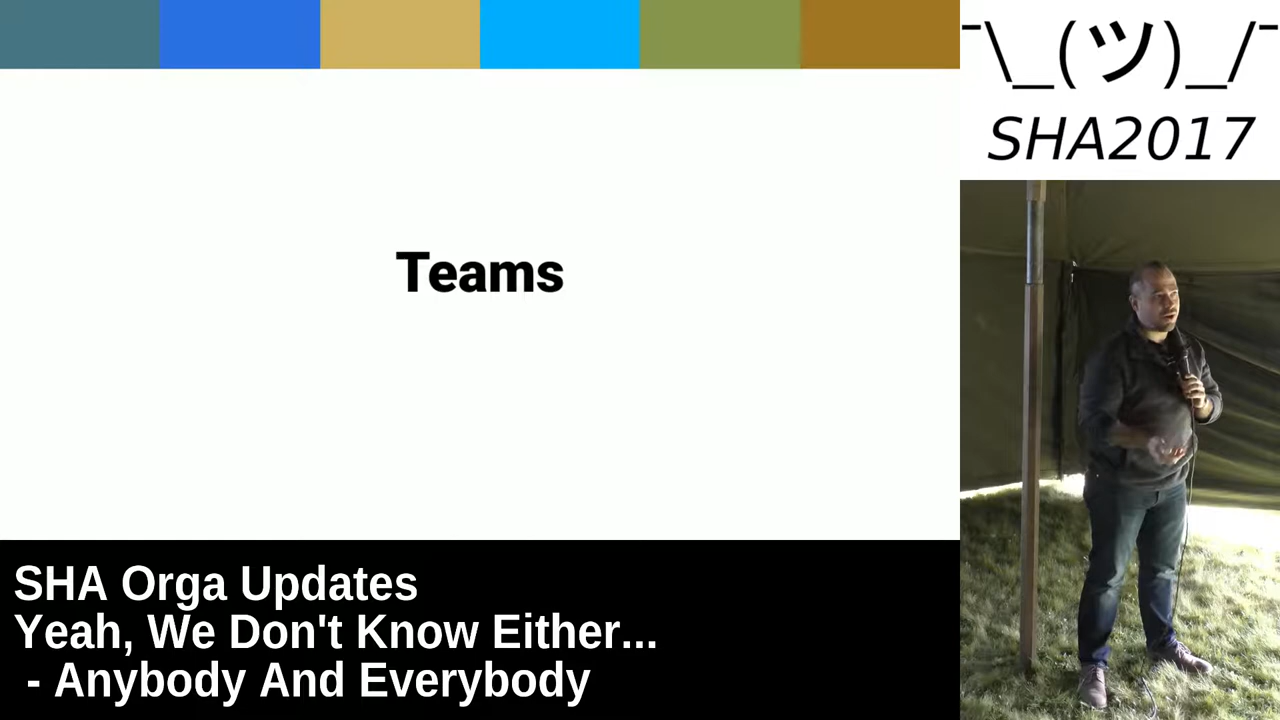 Teams
¯\_(ツ)_/¯
SHA2017
SHA Orga Updates
Yeah, We Don't Know Either...
- Anybody And Everybody